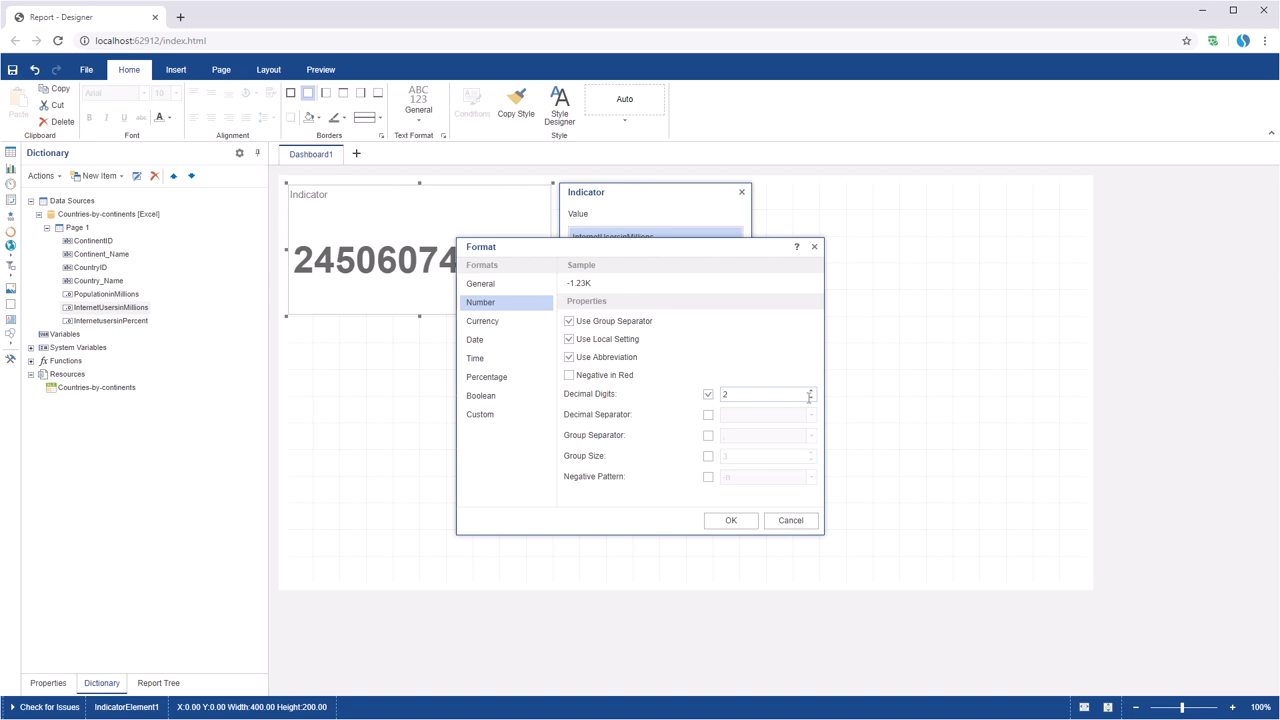 Report - Designer
localhost:62912/index.html
File
Home
Insert
Page
Layout
Preview
Paste
Copy
Cut
Delete
Clipboard
Arial
10
Font
Alignment
Borders
ABC
123
General
Text Format
Conditions
Copy Style
Style
Designer
Auto
Style
Dictionary
Actions
New Item
Data Sources
Countries-by-continents [Excel]
Page 1
ContinentID
Continent_Name
CountryID
Country_Name
PopulationinMillions
InternetUsersinMillions
InternetusersinPercent
Variables
System Variables
Functions
Resources
Countries-by-continents
Dashboard1
Indicator
24506074
Indicator
Value
InternetUsersinMillions
Format
Formats
General
Number
Currency
Date
Time
Percentage
Boolean
Custom
Sample
-1.23K
Properties
Use Group Separator
Use Local Setting
Use Abbreviation
Negative in Red
Decimal Digits:
2
Decimal Separator:
Group Separator:
,
Group Size:
3
Negative Pattern:
-n
OK
Cancel
Properties
Dictionary
Report Tree
Check for Issues
IndicatorElement1
X:0.00 Y:0.00 Width:400.00 Height:200.00
100%